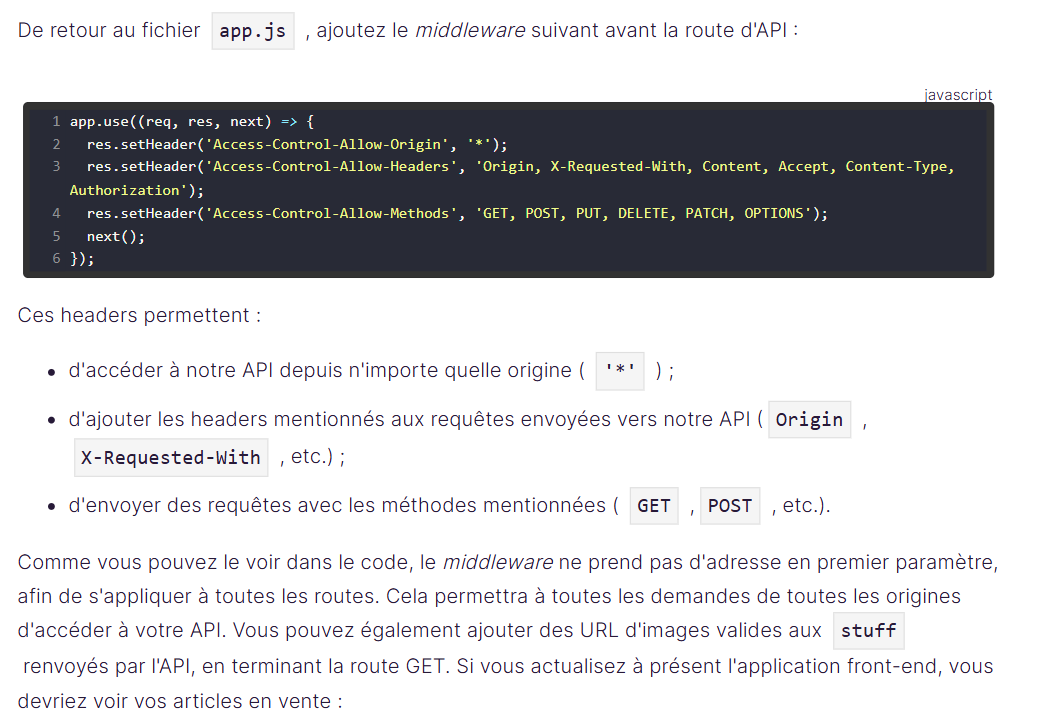 De retour au fichier app.js , ajoutez le middleware suivant avant la route d'API :
javascript
1 app.use((req, res, next) => {
2   res.setHeader('Access-Control-Allow-Origin', '*');
3   res.setHeader('Access-Control-Allow-Headers', 'Origin, X-Requested-With, Content, Accept, Content-Type,
Authorization');
4   res.setHeader('Access-Control-Allow-Methods', 'GET, POST, PUT, DELETE, PATCH, OPTIONS');
5   next();
6 });
Ces headers permettent :
• d'accéder à notre API depuis n'importe quelle origine ( '*' ) ;
• d'ajouter les headers mentionnés aux requêtes envoyées vers notre API ( Origin ,
X-Requested-With , etc.) ;
• d'envoyer des requêtes avec les méthodes mentionnées ( GET , POST , etc.).
Comme vous pouvez le voir dans le code, le middleware ne prend pas d'adresse en premier paramètre,
afin de s'appliquer à toutes les routes. Cela permettra à toutes les demandes de toutes les origines
d'accéder à votre API. Vous pouvez également ajouter des URL d'images valides aux stuff
renvoyés par l'API, en terminant la route GET. Si vous actualisez à présent l'application front-end, vous
devriez voir vos articles en vente :